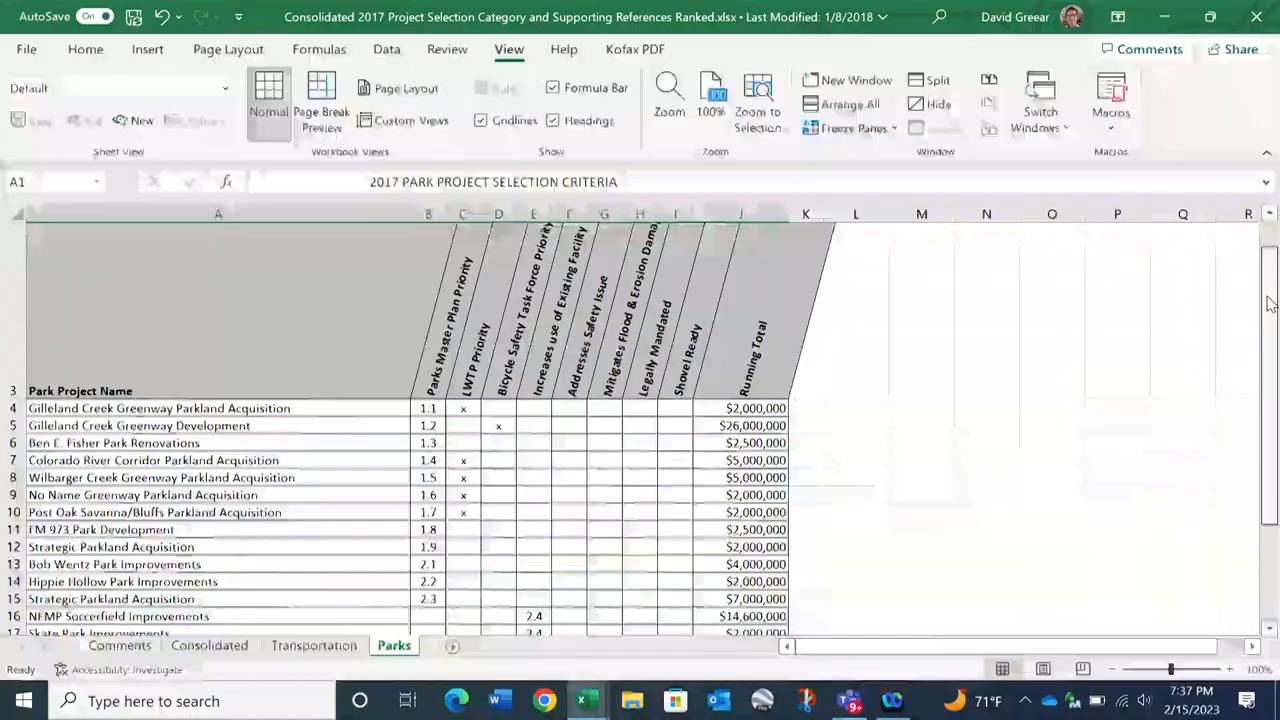 AutoSave On Consolidated 2017 Project Selection Category and Supporting References Ranked.xlsx • Last Modified: 1/8/2018 David Greear
File Home Insert Page Layout Formulas Data Review View Help Kofax PDF Comments Share
Default
New
Sheet View
Normal
Page Break Preview
Page Layout
Custom Views
Workbook Views
Formula Bar
Gridlines Headings
Show
Zoom
100%
Zoom to Selection
Zoom
New Window
Arrange All
Freeze Panes
Split
Hide
Window
Switch Windows
Macros
Macros
A1 fx 2017 PARK PROJECT SELECTION CRITERIA
A B C D E F G H I J K L M N O P Q R
3 Park Project Name
Parks Master Plan Priority
LWTP Priority
Bicycle Safety Task Force Priority
Increases use of Existing Facility
Addresses Safety Issue
Mitigates Flood & Erosion Dama
Legally Mandated
Shovel Ready
Running Total
4 Gilleland Creek Greenway Parkland Acquisition 1.1 x $2,000,000
5 Gilleland Creek Greenway Development 1.2 x $26,000,000
6 Ben E. Fisher Park Renovations 1.3 $2,500,000
7 Colorado River Corridor Parkland Acquisition 1.4 x $5,000,000
8 Wilbarger Creek Greenway Parkland Acquisition 1.5 x $5,000,000
9 No Name Greenway Parkland Acquisition 1.6 x $2,000,000
10 Post Oak Savanna/Bluffs Parkland Acquisition 1.7 x $2,000,000
11 FM 973 Park Development 1.8 $2,500,000
12 Strategic Parkland Acquisition 1.9 $2,000,000
13 Bob Wentz Park Improvements 2.1 $4,000,000
14 Hippie Hollow Park Improvements 2.2 $2,000,000
15 Strategic Parkland Acquisition 2.3 $7,000,000
16 NEMP Soccerfield Improvements 2.4 $14,600,000
17 Skate Park Improvements 2.4 $2,000,000
Comments Consolidated Transportation Parks
Ready Accessibility: Investigate 100%
Type here to search 71°F 7:37 PM
2/15/2023